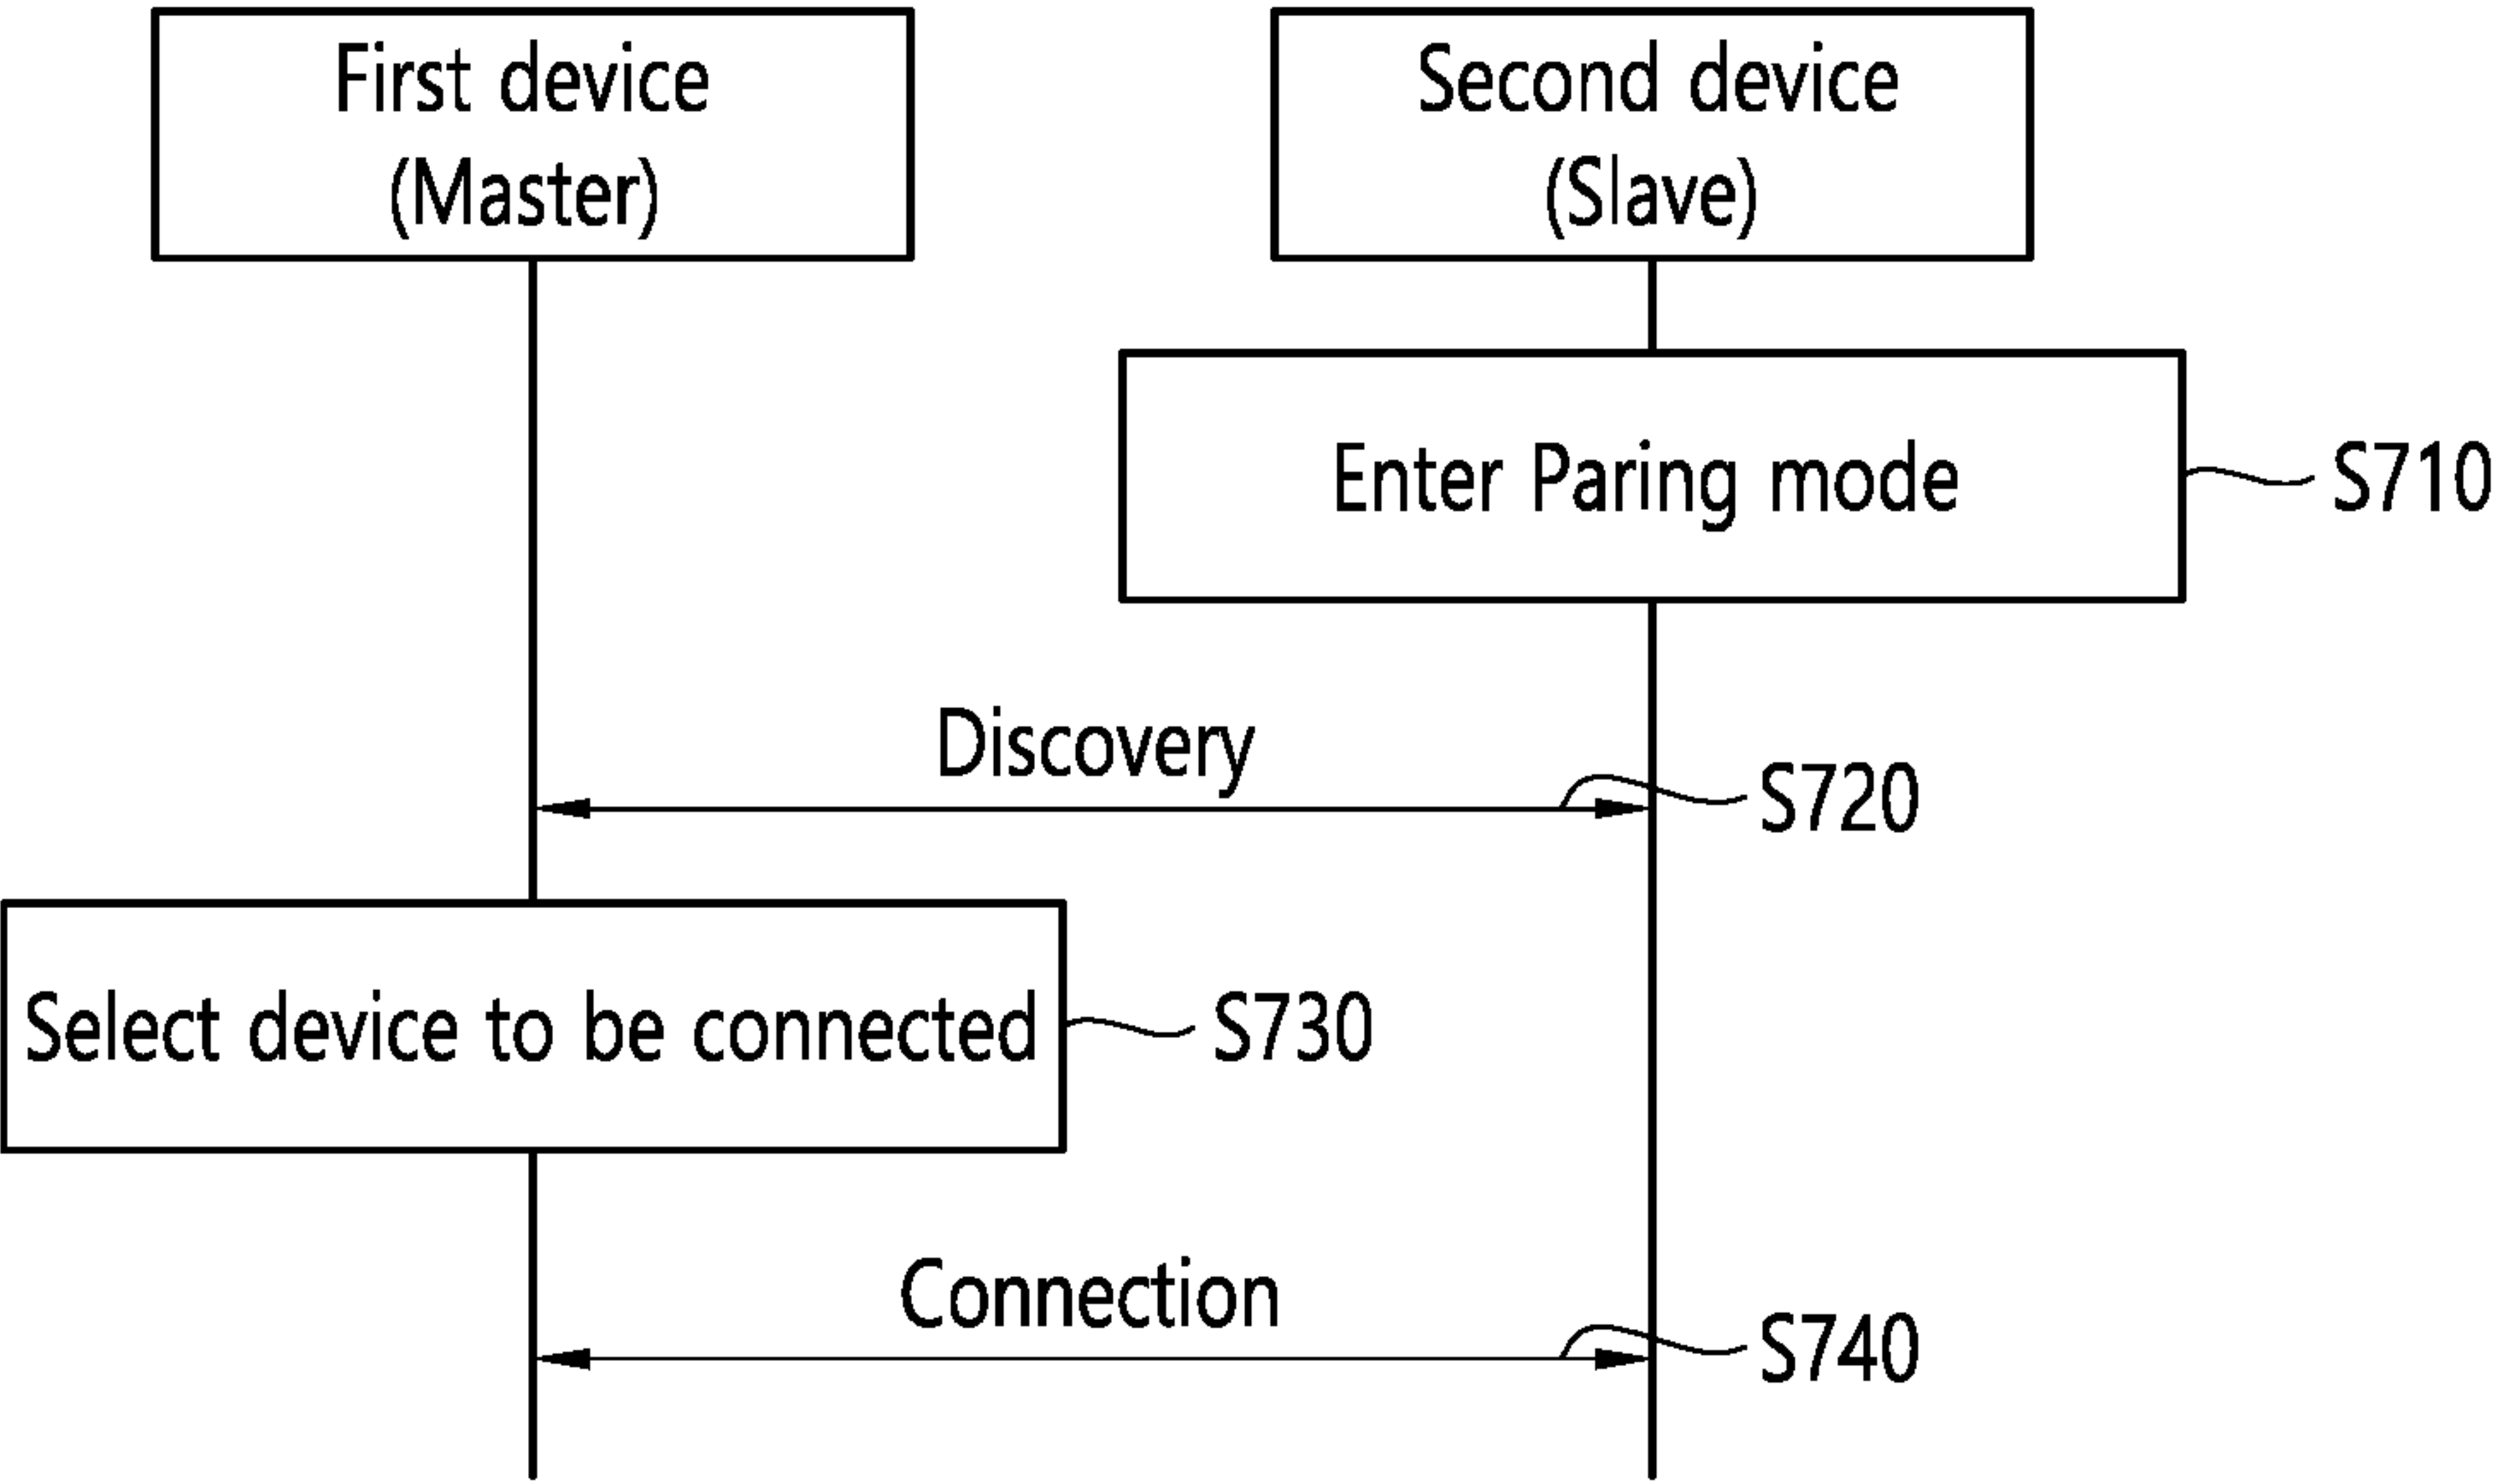 First device
(Master)
Second device
(Slave)
Enter Paring mode
S710
Discovery
S720
Select device to be connected
S730
Connection
S740